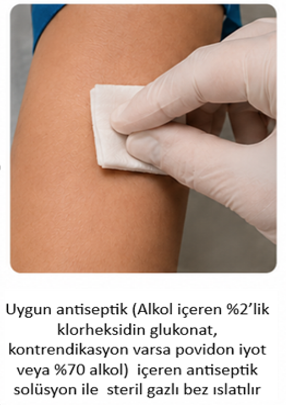 Uygun antiseptik (Alkol içeren %2'lik
klorheksidin glukonat,
kontrendikasyon varsa povidon iyot
veya %70 alkol)  içeren antiseptik
solüsyon ile  steril gazlı bez ıslatılır